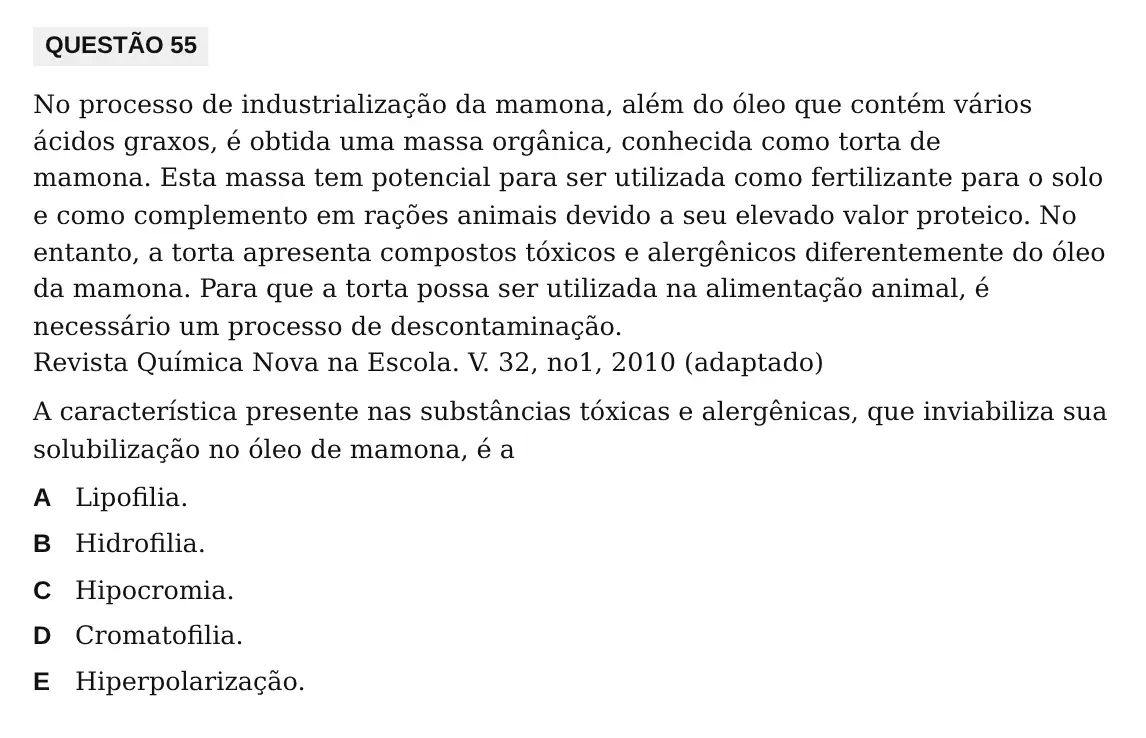 QUESTÃO 55
No processo de industrialização da mamona, além do óleo que contém vários
ácidos graxos, é obtida uma massa orgânica, conhecida como torta de
mamona. Esta massa tem potencial para ser utilizada como fertilizante para o solo
e como complemento em rações animais devido a seu elevado valor proteico. No
entanto, a torta apresenta compostos tóxicos e alergênicos diferentemente do óleo
da mamona. Para que a torta possa ser utilizada na alimentação animal, é
necessário um processo de descontaminação.
Revista Química Nova na Escola. V. 32, no1, 2010 (adaptado)
A característica presente nas substâncias tóxicas e alergênicas, que inviabiliza sua
solubilização no óleo de mamona, é a
A Lipofilia.
B Hidrofilia.
C Hipocromia.
D Cromatofilia.
E Hiperpolarização.